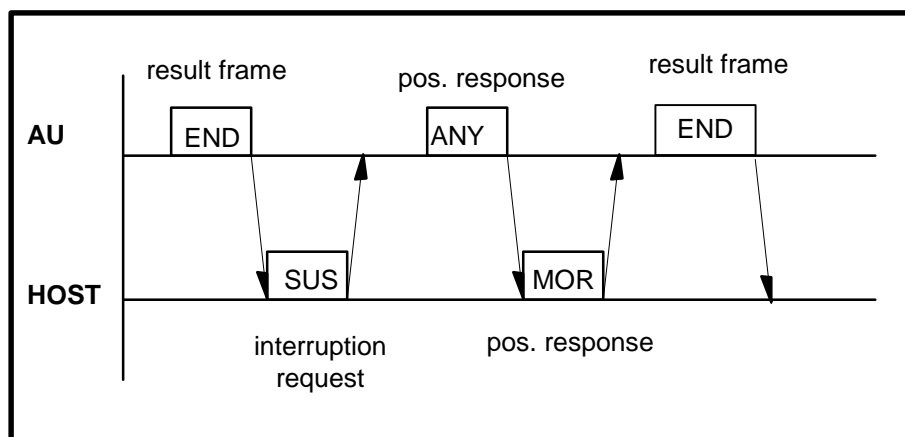 result frame
pos. response
result frame
AU
END
ANY
END
HOST
SUS
MOR
interruption
request
pos. response